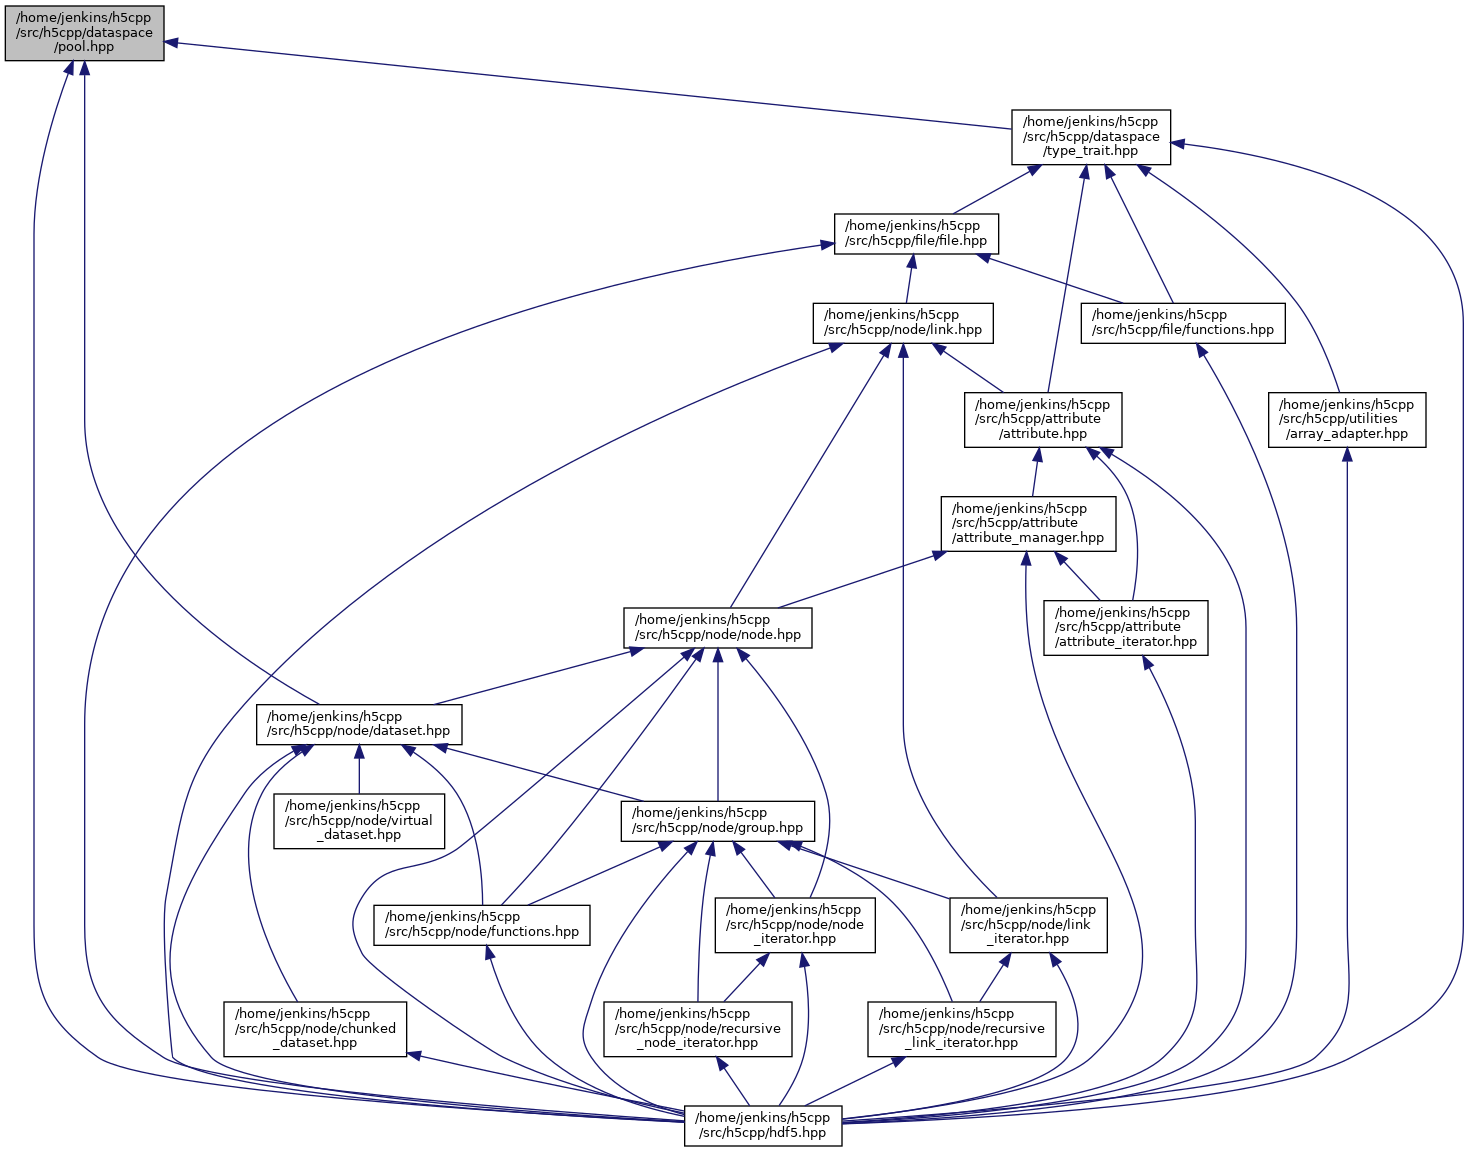 /home/jenkins/h5cpp
/src/h5cpp/dataspace
/pool.hpp
/home/jenkins/h5cpp
/src/h5cpp/dataspace
/type_trait.hpp
/home/jenkins/h5cpp
/src/h5cpp/file/file.hpp
/home/jenkins/h5cpp
/src/h5cpp/node/link.hpp
/home/jenkins/h5cpp
/src/h5cpp/file/functions.hpp
/home/jenkins/h5cpp
/src/h5cpp/attribute
/attribute.hpp
/home/jenkins/h5cpp
/src/h5cpp/utilities
/array_adapter.hpp
/home/jenkins/h5cpp
/src/h5cpp/attribute
/attribute_manager.hpp
/home/jenkins/h5cpp
/src/h5cpp/node/node.hpp
/home/jenkins/h5cpp
/src/h5cpp/attribute
/attribute_iterator.hpp
/home/jenkins/h5cpp
/src/h5cpp/node/dataset.hpp
/home/jenkins/h5cpp
/src/h5cpp/node/virtual
_dataset.hpp
/home/jenkins/h5cpp
/src/h5cpp/node/group.hpp
/home/jenkins/h5cpp
/src/h5cpp/node/functions.hpp
/home/jenkins/h5cpp
/src/h5cpp/node/node
_iterator.hpp
/home/jenkins/h5cpp
/src/h5cpp/node/link
_iterator.hpp
/home/jenkins/h5cpp
/src/h5cpp/node/chunked
_dataset.hpp
/home/jenkins/h5cpp
/src/h5cpp/node/recursive
_node_iterator.hpp
/home/jenkins/h5cpp
/src/h5cpp/node/recursive
_link_iterator.hpp
/home/jenkins/h5cpp
/src/h5cpp/hdf5.hpp